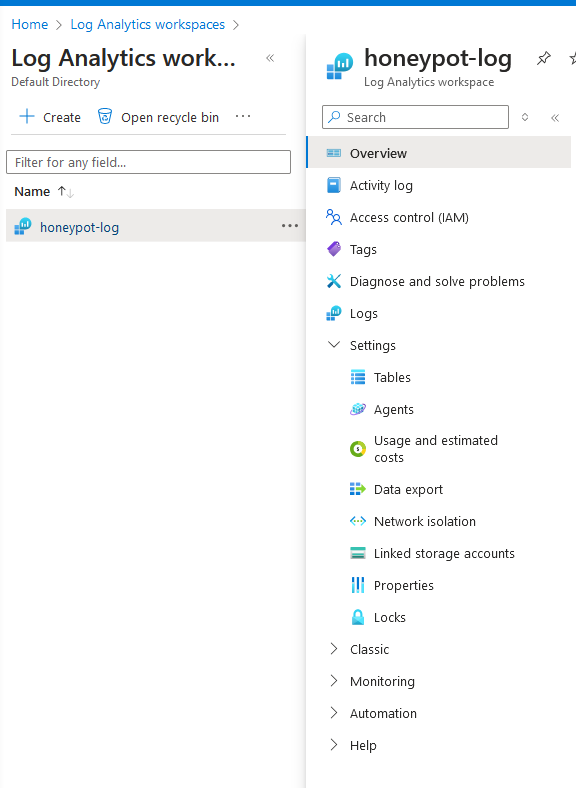 Home > Log Analytics workspaces >
Log Analytics work...
Default Directory
Create
Open recycle bin
Filter for any field...
Name
honeypot-log
honeypot-log
Log Analytics workspace
Search
Overview
Activity log
Access control (IAM)
Tags
Diagnose and solve problems
Logs
Settings
Tables
Agents
Usage and estimated
costs
Data export
Network isolation
Linked storage accounts
Properties
Locks
Classic
Monitoring
Automation
Help